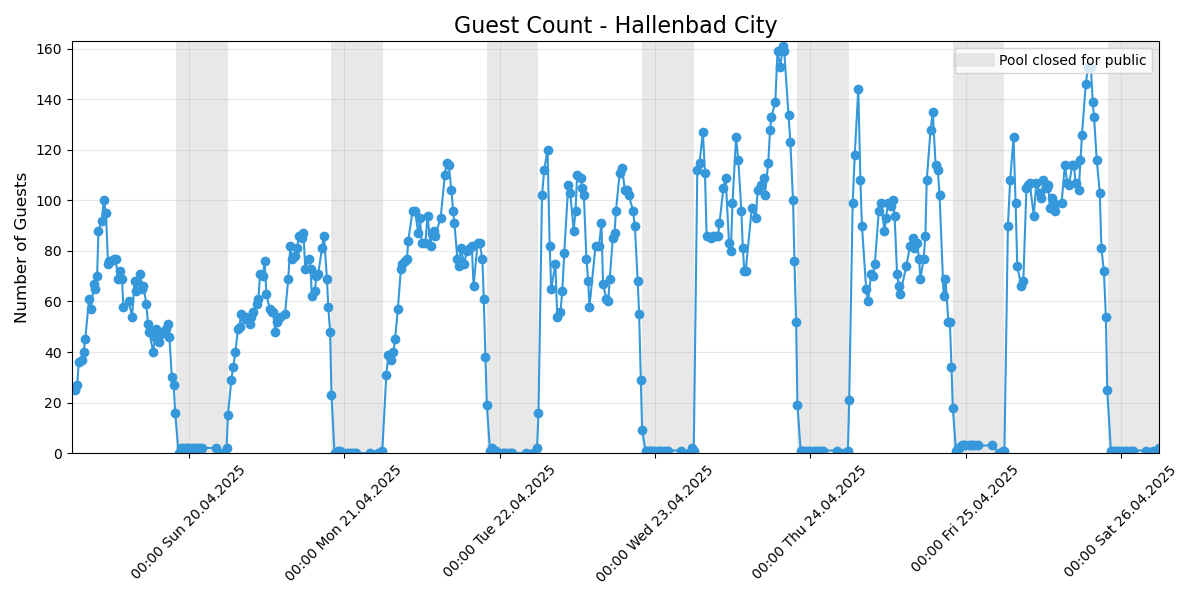 Guest Count - Hallenbad City
Pool closed for public
Number of Guests
160
140
120
100
80
60
40
20
0
00:00 Sun 20.04.2025
00:00 Mon 21.04.2025
00:00 Tue 22.04.2025
00:00 Wed 23.04.2025
00:00 Thu 24.04.2025
00:00 Fri 25.04.2025
00:00 Sat 26.04.2025